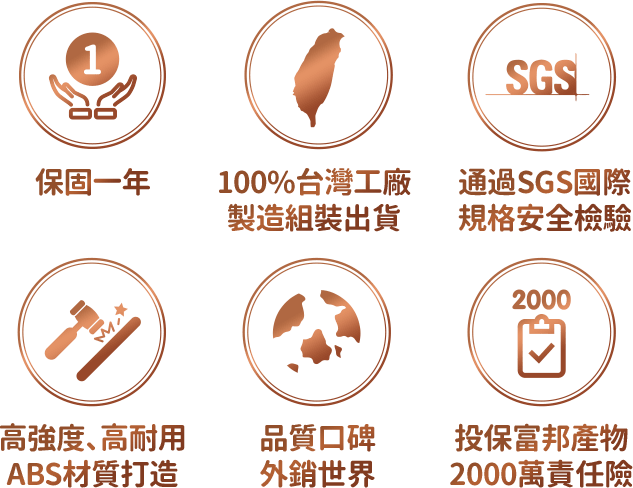 1
保固一年
100%台灣工廠
製造組裝出貨
SGS
通過SGS國際
規格安全檢驗
高強度、高耐用
ABS材質打造
品質口碑
外銷世界
2000
投保富邦產物
2000萬責任險